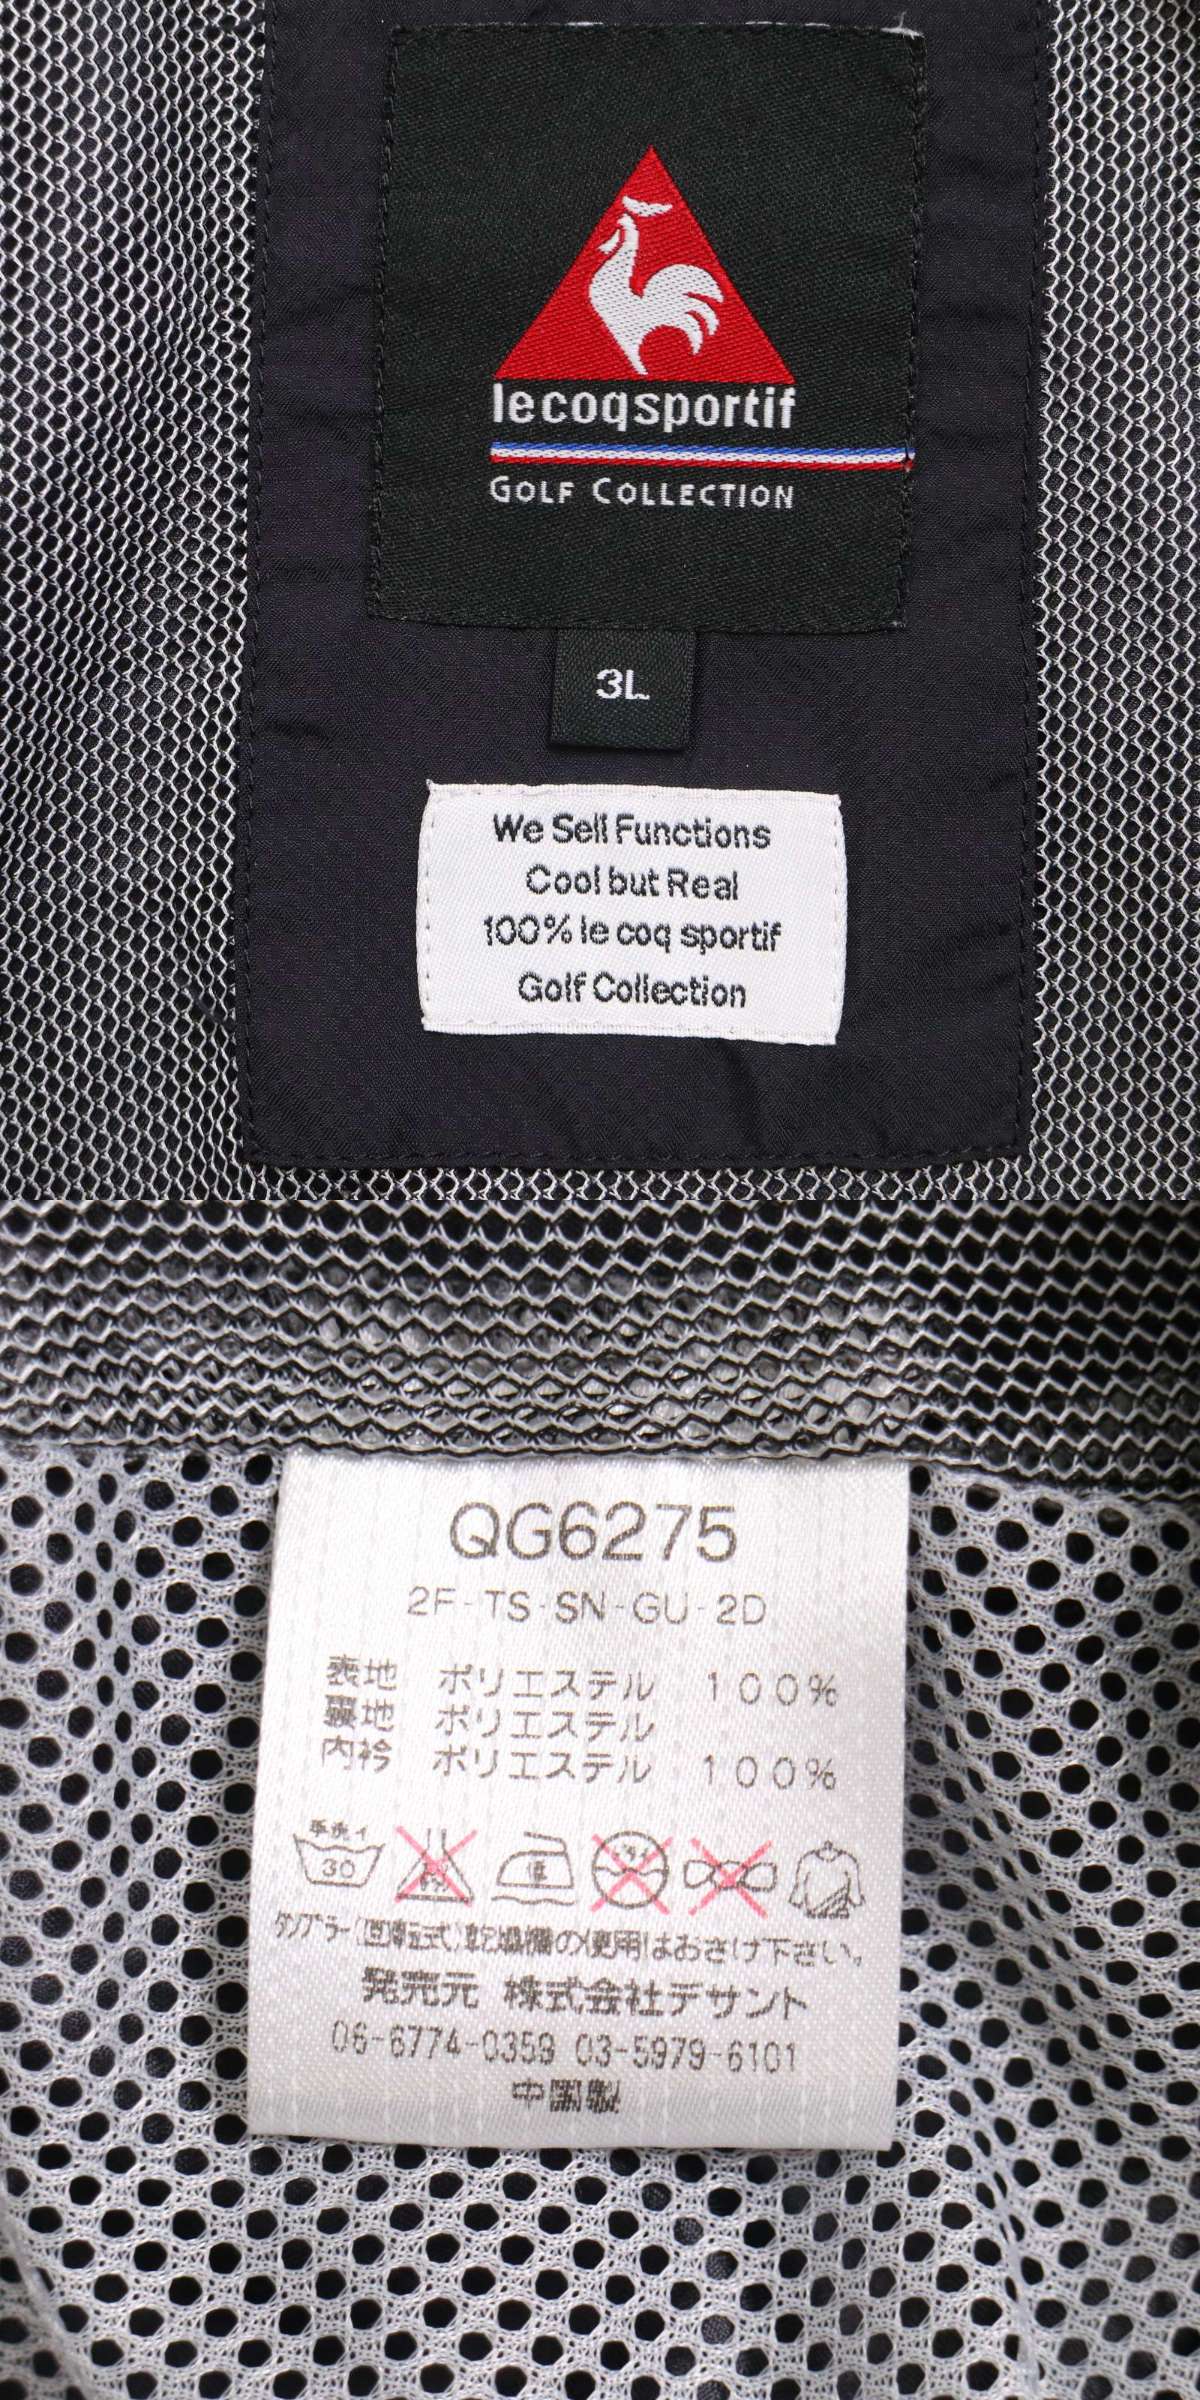 lecoqsportif
GOLF COLLECTION
3L
We Sell Functions
Cool but Real
100% le coq sportif
Golf Collection
QG6275
2F-TS-SN-GU-2D
表地 ポリエステル 100%
裏地 ポリエステル
内衿 ポリエステル 100%
手洗イ
30
タンブラー(回転式)乾燥機の使用はおさけ下さい。
発売元 株式会社デサント
06-6774-0359 03-5979-6101
中国製